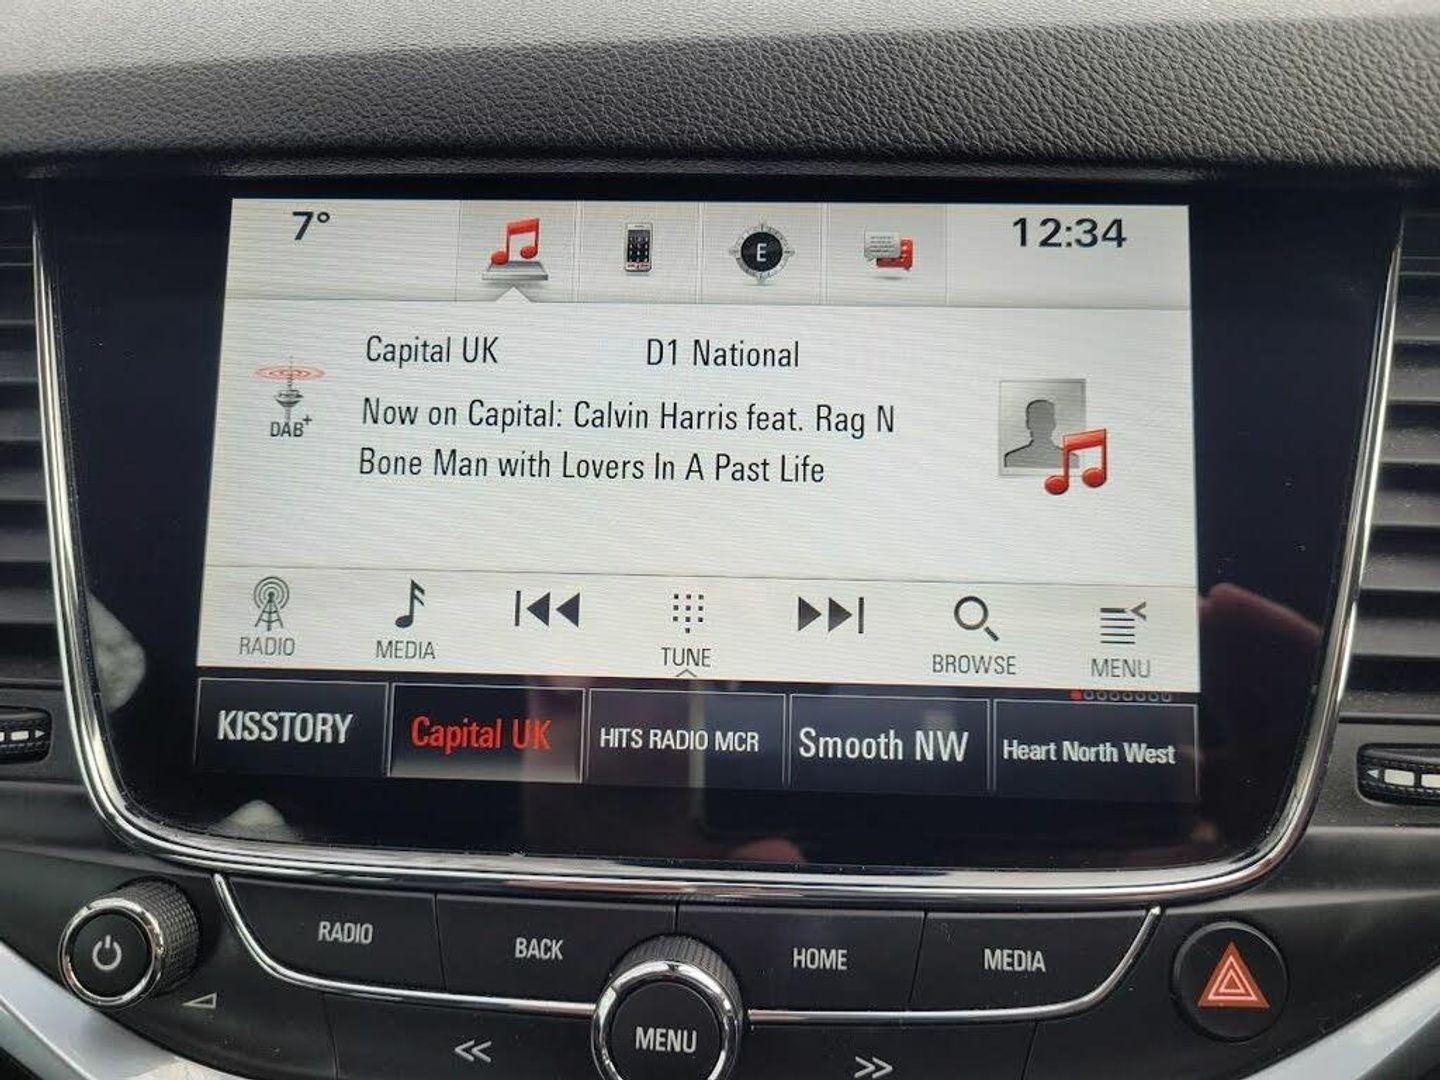 7°
E
12:34
Capital UK D1 National
DAB+
Now on Capital: Calvin Harris feat. Rag N
Bone Man with Lovers In A Past Life
RADIO MEDIA TUNE BROWSE MENU
KISSTORY Capital UK HITS RADIO MCR Smooth NW Heart North West
RADIO BACK HOME MEDIA
MENU